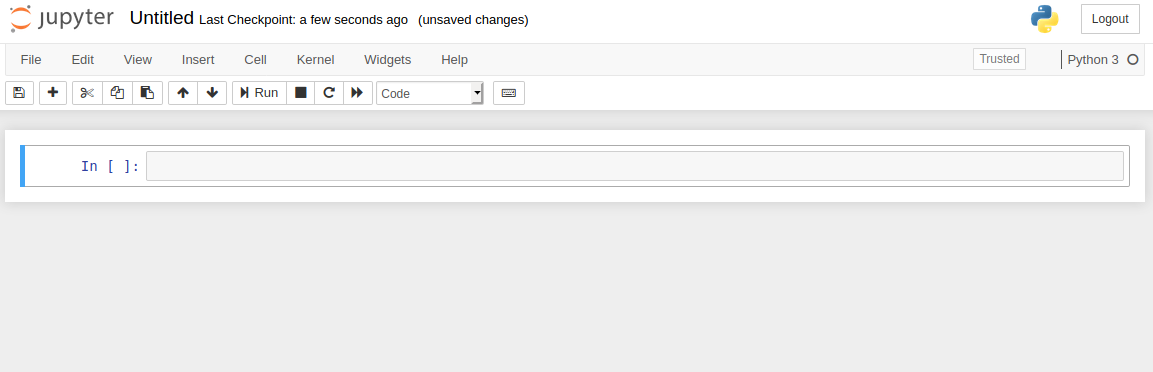 jupyter Untitled Last Checkpoint: a few seconds ago (unsaved changes) Logout
File Edit View Insert Cell Kernel Widgets Help Trusted Python 3
Run Code
In [ ]: